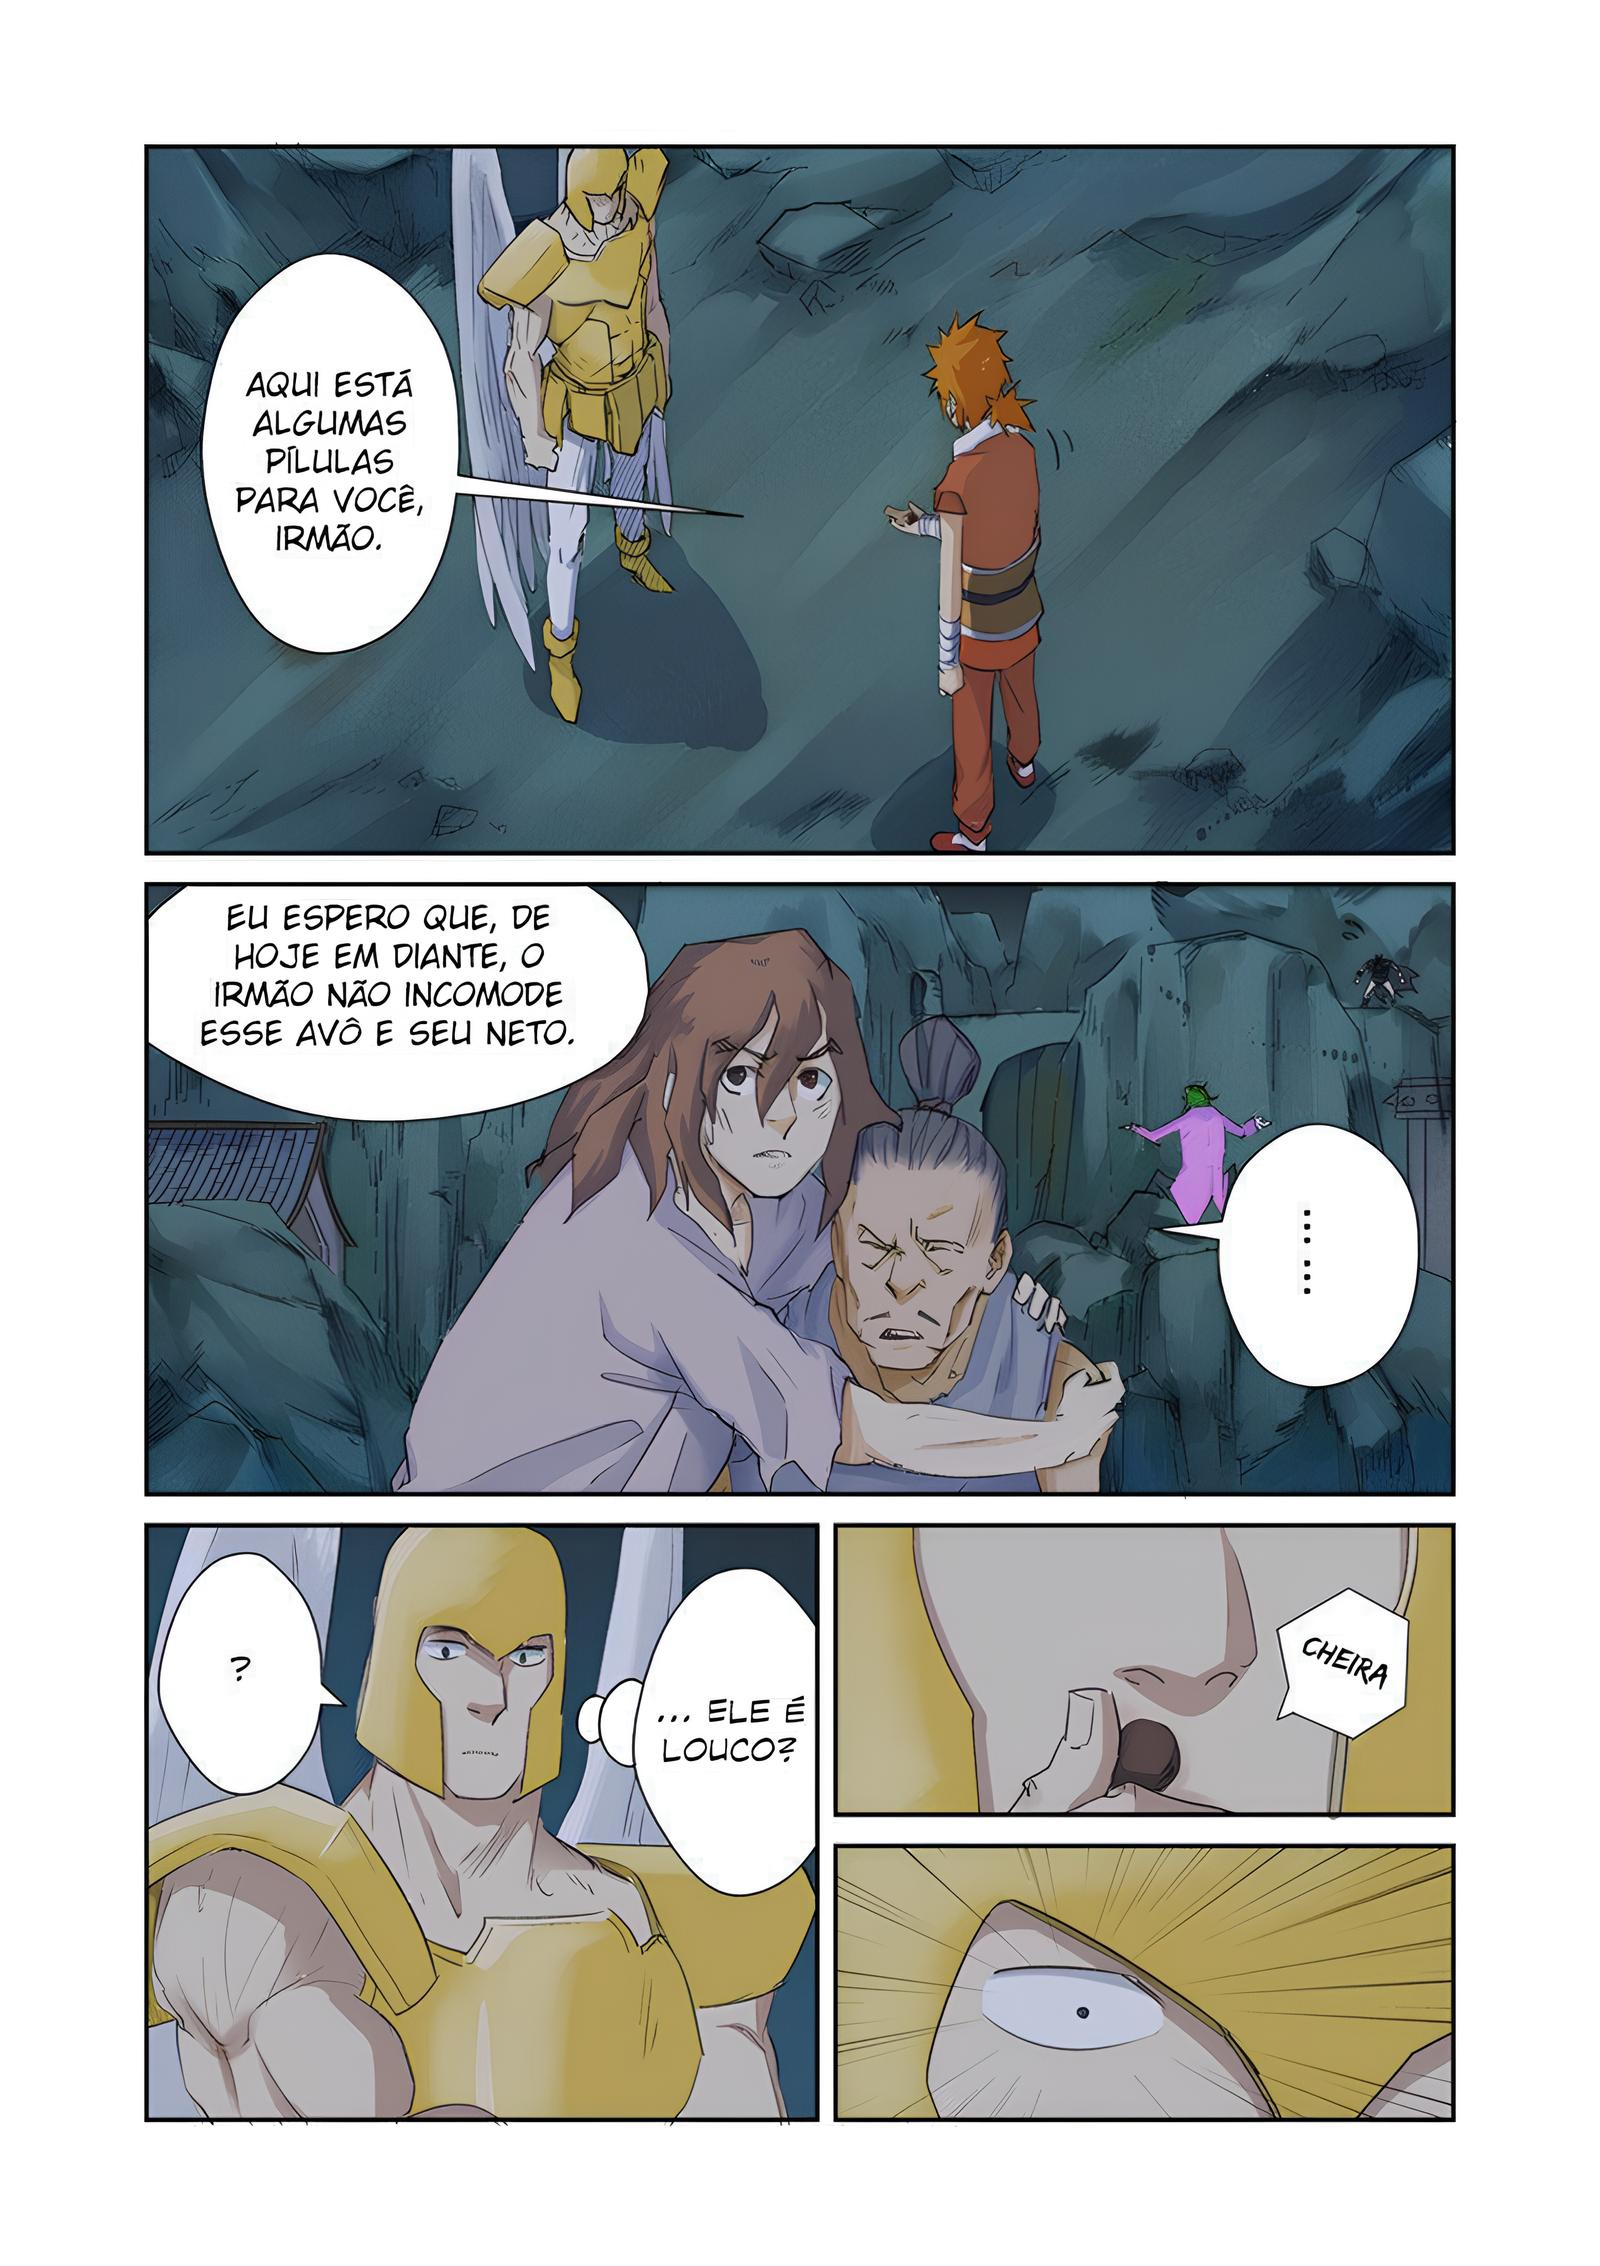 AQUI ESTÁ
ALGUMAS
PÍLULAS
PARA VOCÊ,
IRMÃO.
EU ESPERO QUE, DE
HOJE EM DIANTE, O
IRMÃO NÃO INCOMODE
ESSE AVÔ E SEU NETO.
......
?
... ELE É
LOUCO?
CHEIRA